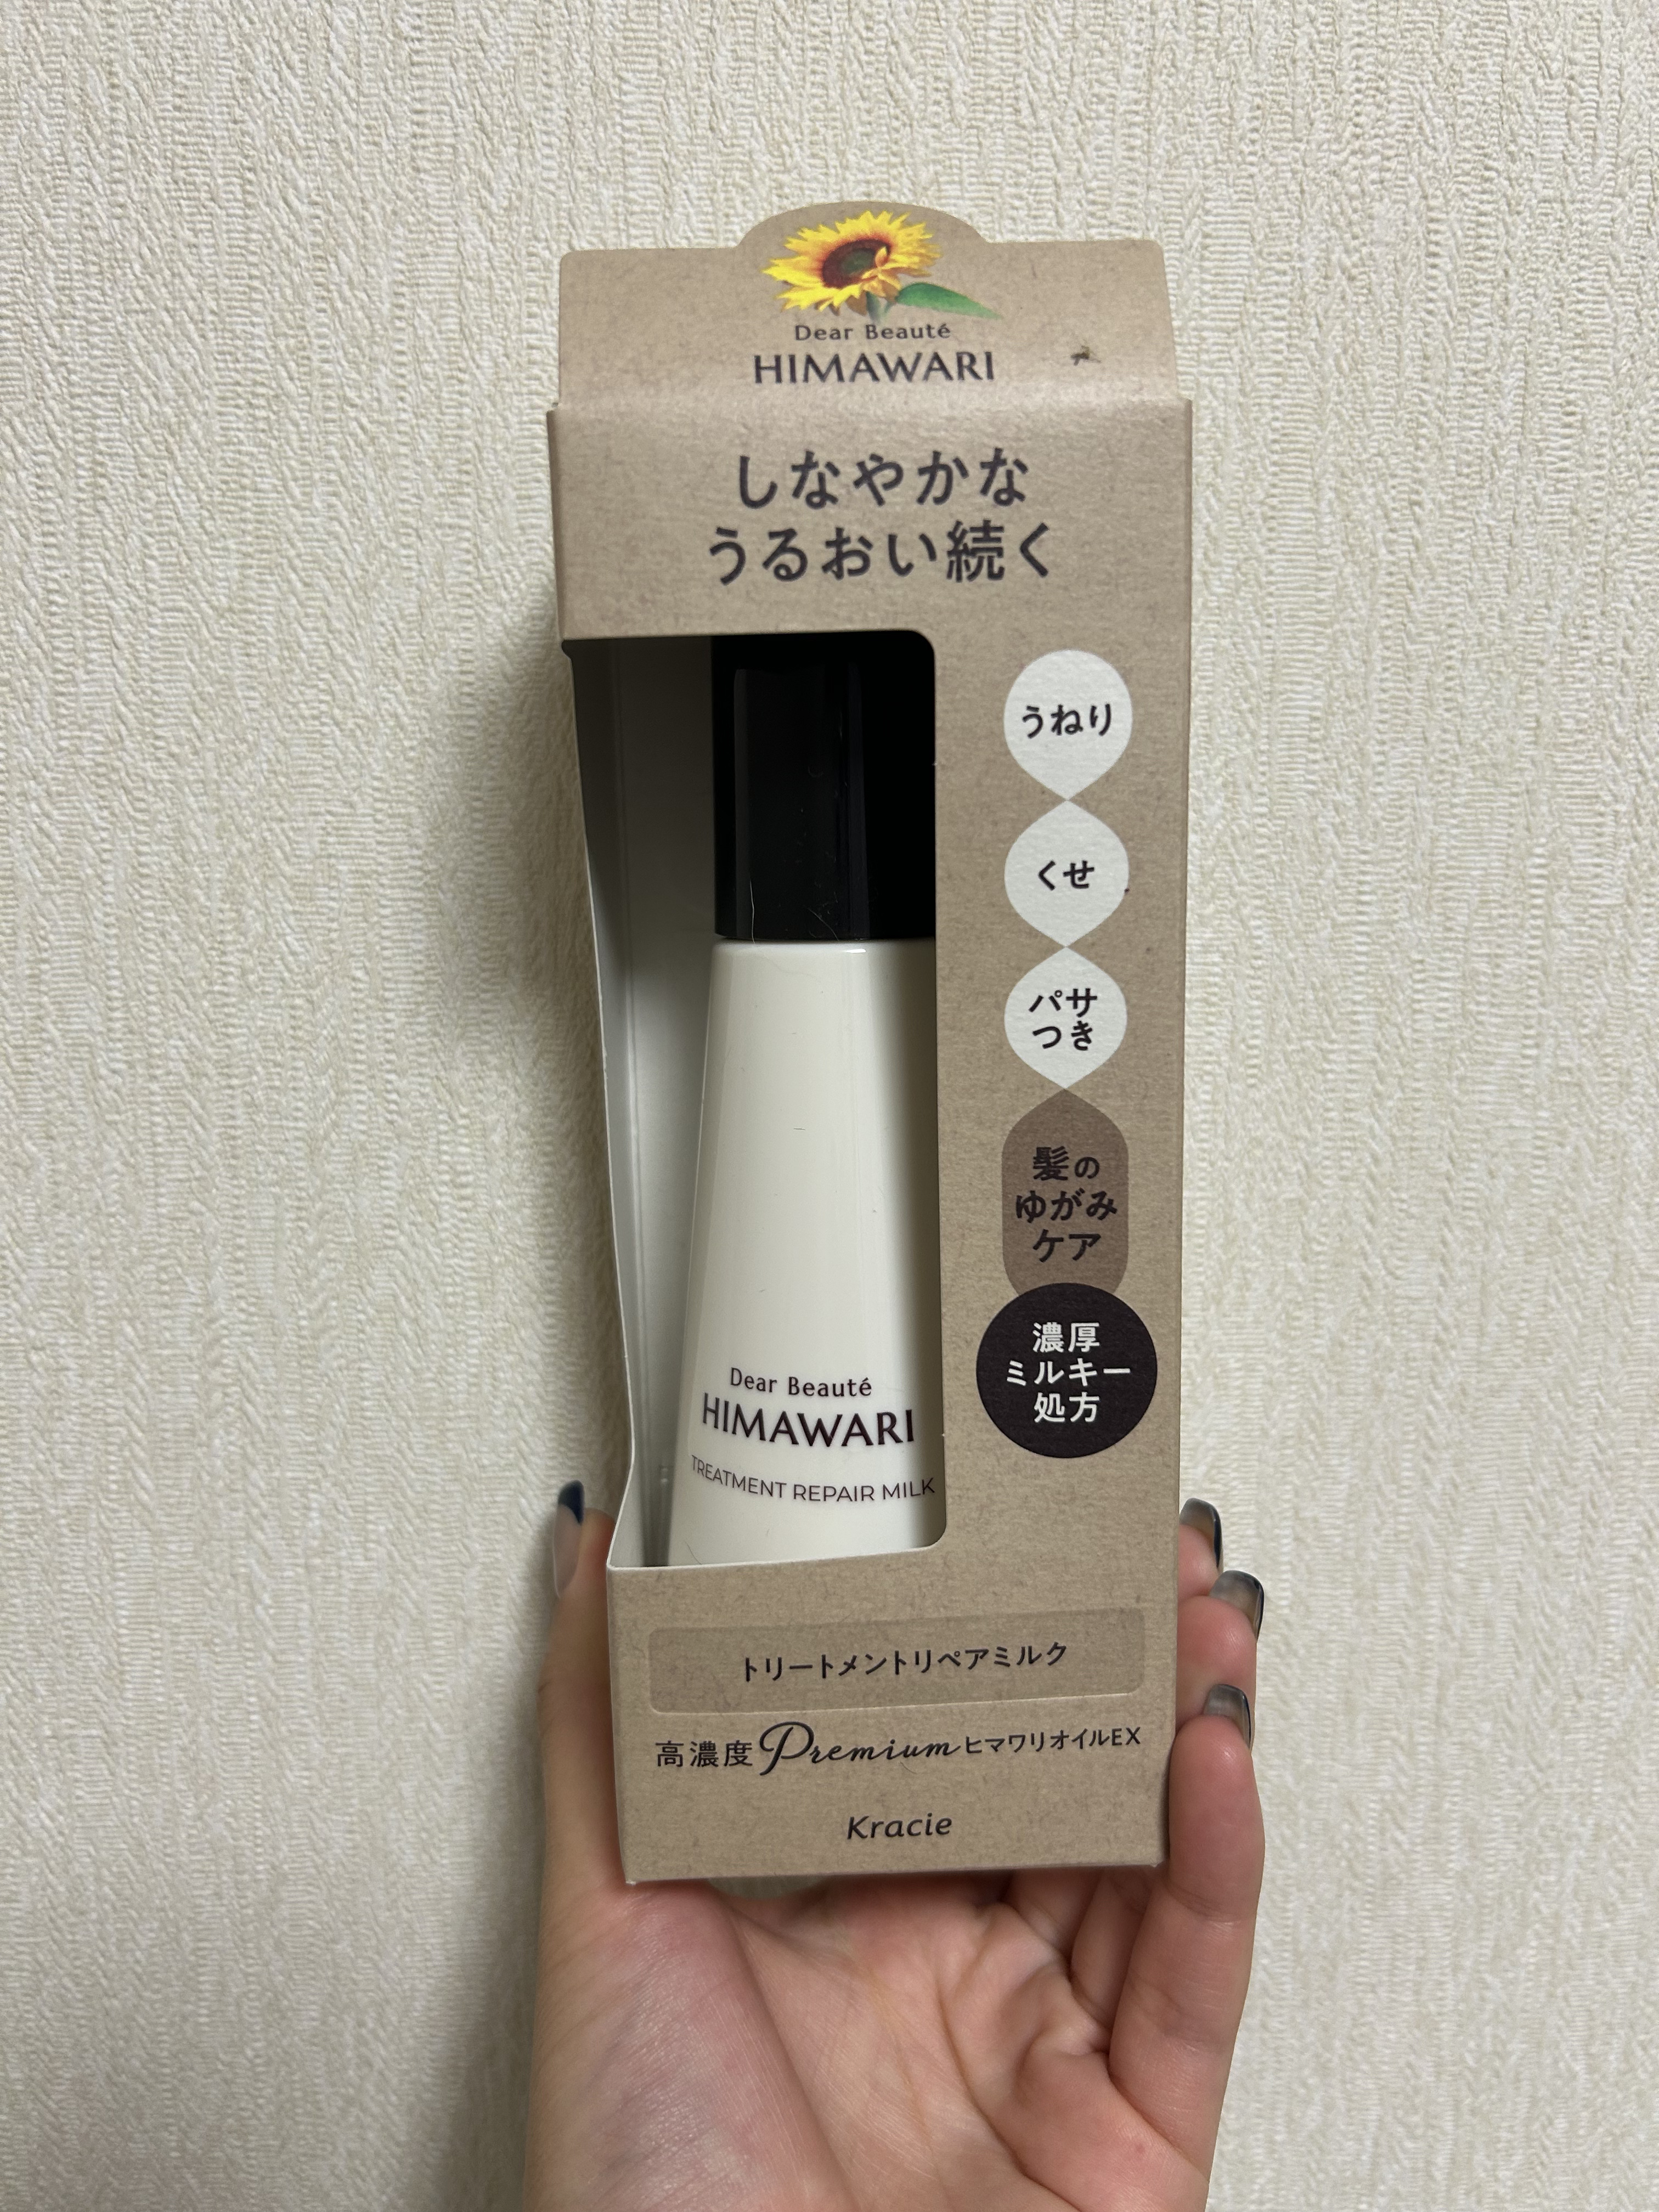 Dear Beauté
HIMAWARI
しなやかな
うるおい続く
うねり
くせ
パサ
つき
髪の
ゆがみ
ケア
濃厚
ミルキー
処方
Dear Beauté
HIMAWARI
TREATMENT REPAIR MILK
トリートメントリペアミルク
高濃度PremiumヒマワリオイルEX
Kracie